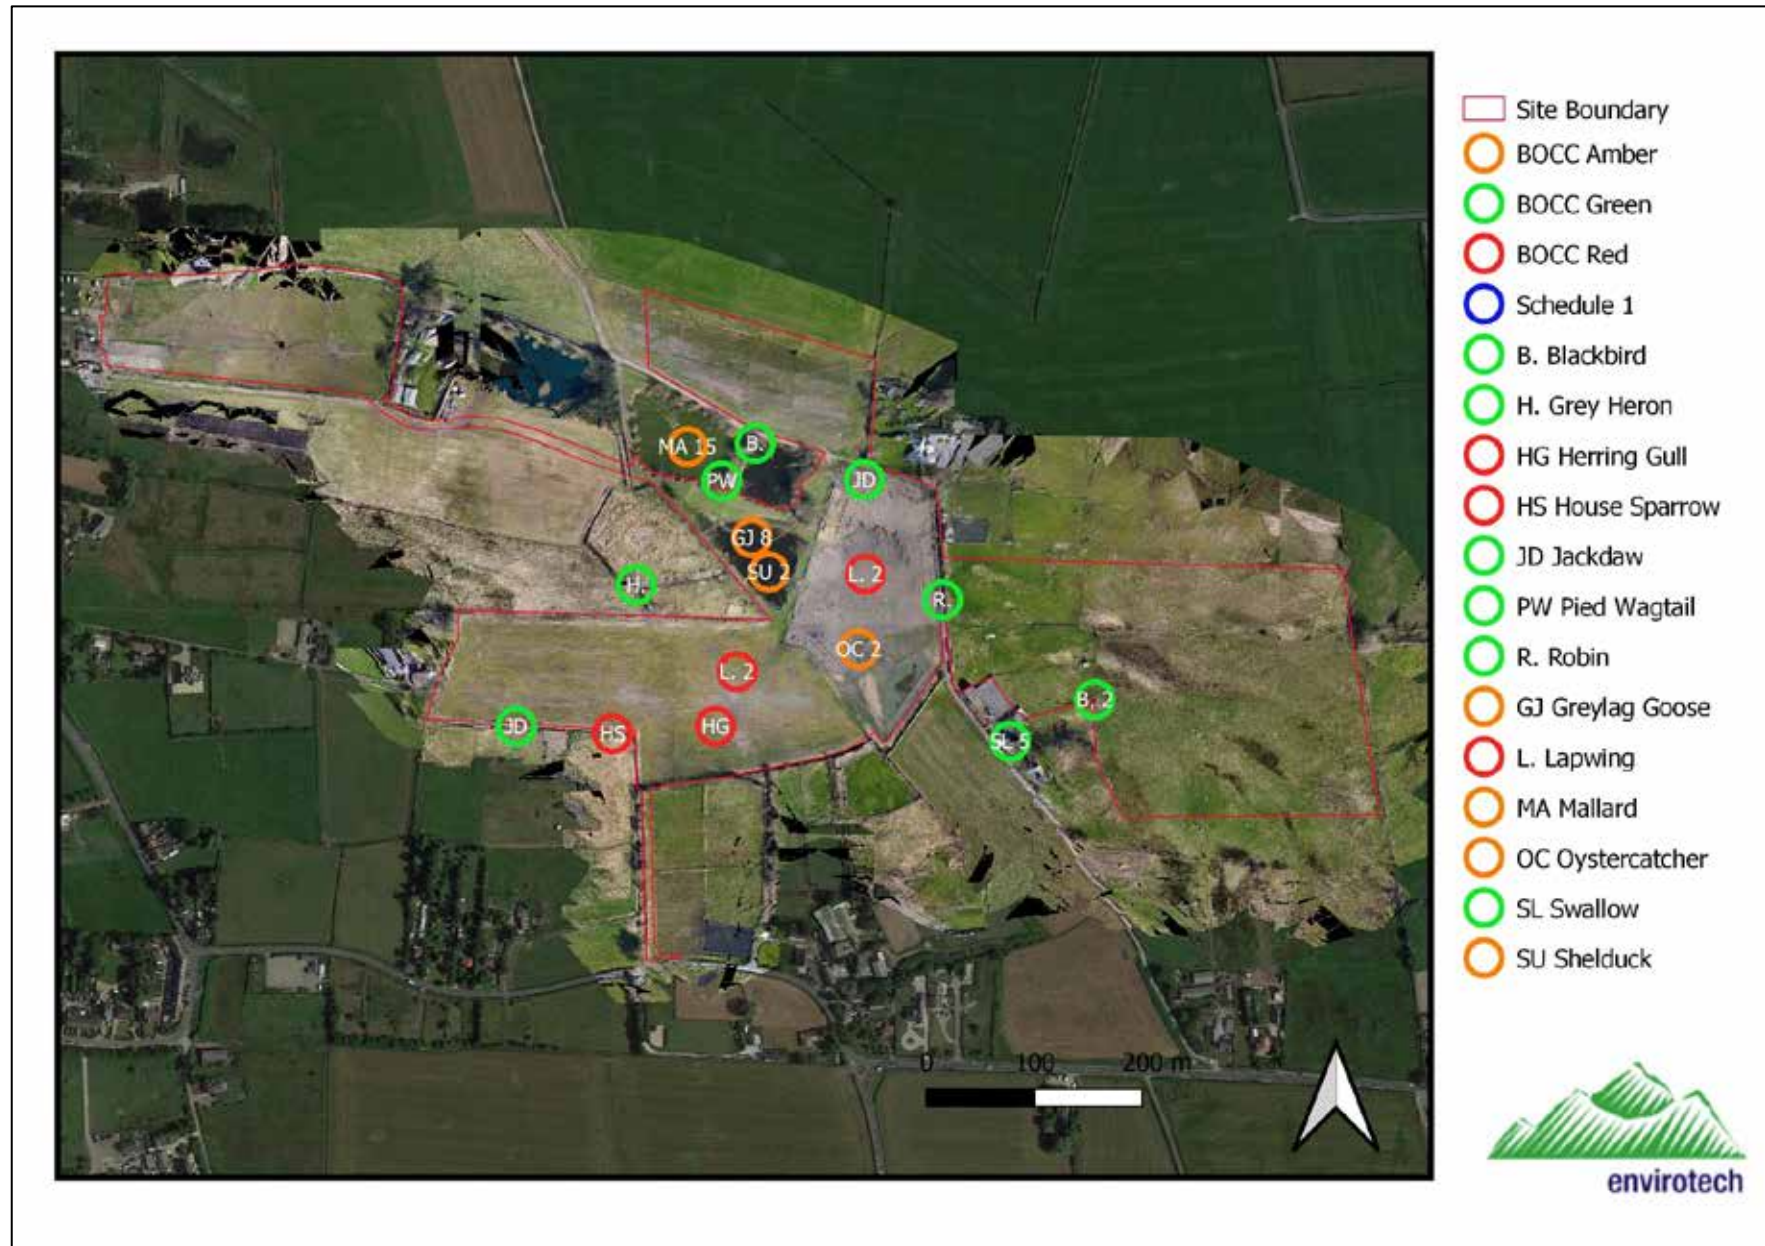 MA 15
B.
PW
JD
GJ 8
SU 2
L. 2
H.
R.
OC 2
L. 2
B. 2
JD
HS
HG
SL 5
0 100 200 m
Site Boundary
BOCC Amber
BOCC Green
BOCC Red
Schedule 1
B. Blackbird
H. Grey Heron
HG Herring Gull
HS House Sparrow
JD Jackdaw
PW Pied Wagtail
R. Robin
GJ Greylag Goose
L. Lapwing
MA Mallard
OC Oystercatcher
SL Swallow
SU Shelduck
envirotech